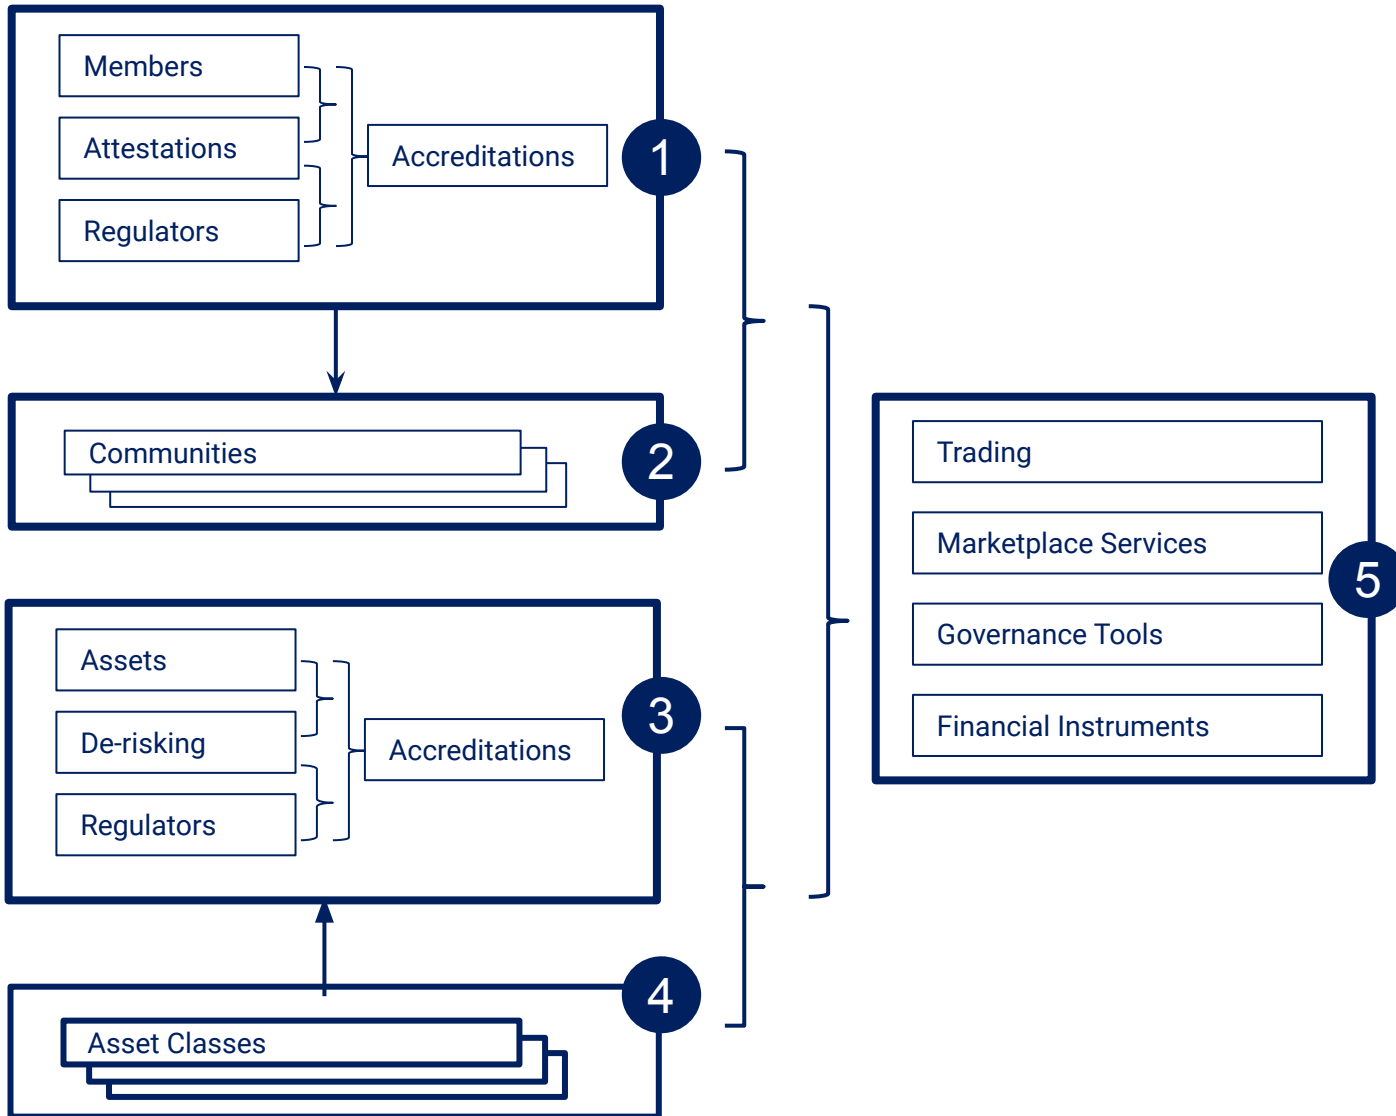 Members
Attestations
Regulators
Accreditations
1
Communities
2
Assets
De-risking
Regulators
Accreditations
3
Asset Classes
4
Trading
Marketplace Services
Governance Tools
Financial Instruments
5